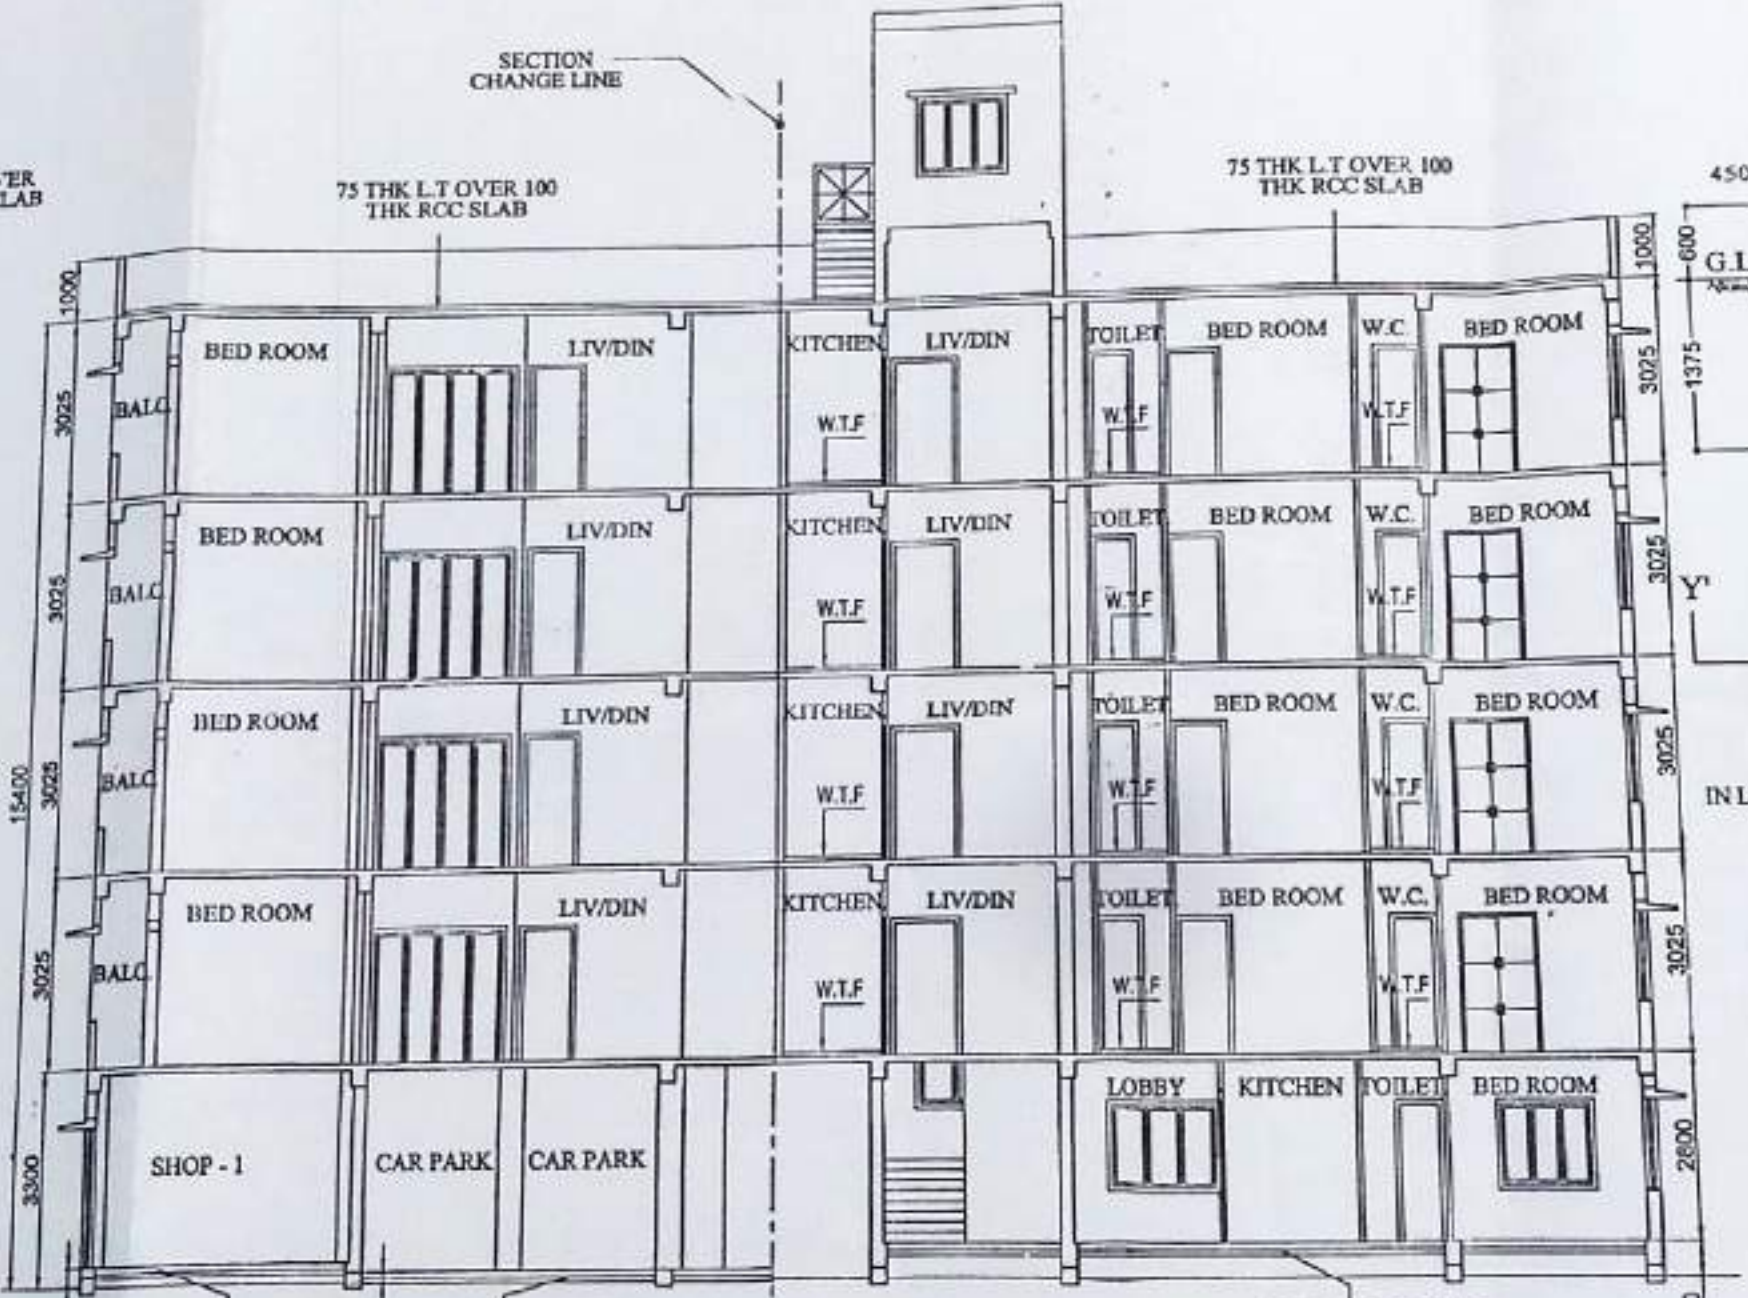 SECTION
CHANGE LINE
SLAB
75 THK L.T OVER 100
THK RCC SLAB
75 THK L.T OVER 100
THK RCC SLAB
450
1000
1000
600
G.L
BED ROOM
LIV/DIN
KITCHEN
LIV/DIN
TOILET
BED ROOM
W.C.
BED ROOM
3025
BALC
W.T.F
W.T.F
W.T.F
3025
1375
BED ROOM
LIV/DIN
KITCHEN
LIV/DIN
TOILET
BED ROOM
W.C.
BED ROOM
3025
BALC
W.T.F
W.T.F
W.T.F
3025
Y'
BED ROOM
LIV/DIN
KITCHEN
LIV/DIN
TOILET
BED ROOM
W.C.
BED ROOM
15400
3025
BALC
W.T.F
W.T.F
W.T.F
3025
IN L
BED ROOM
LIV/DIN
KITCHEN
LIV/DIN
TOILET
BED ROOM
W.C.
BED ROOM
3025
BALC
W.T.F
W.T.F
W.T.F
3025
LOBBY
KITCHEN
TOILET
BED ROOM
3300
SHOP - 1
CAR PARK
CAR PARK
2800